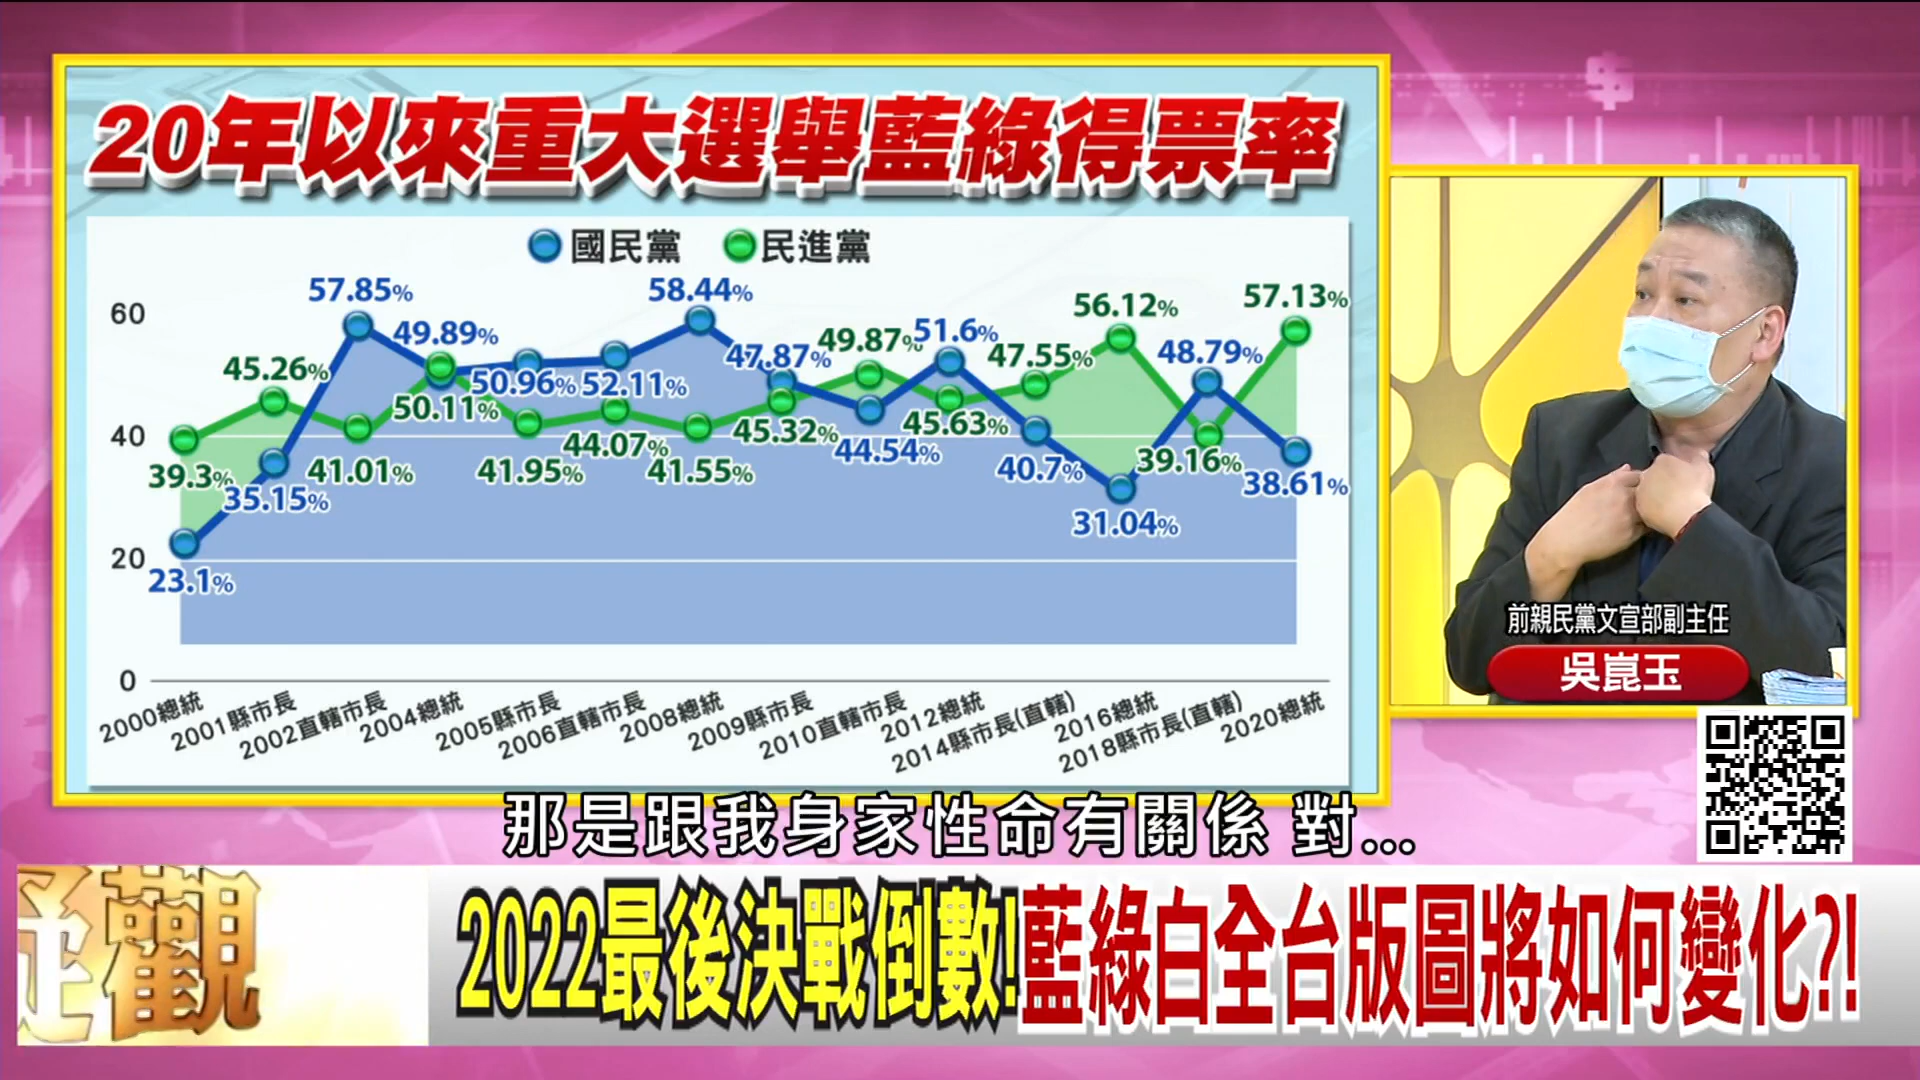 20年以來重大選舉藍綠得票率
國民黨 民進黨
60
40
20
0
57.85%
58.44%
56.12%
57.13%
49.89%
45.26%
47.87%
49.87%
51.6%
47.55%
48.79%
50.96%
52.11%
50.11%
39.3%
35.15%
41.01%
41.95%
44.07%
41.55%
45.32%
44.54%
45.63%
40.7%
39.16%
38.61%
31.04%
23.1%
2000總統
2001縣市長
2002直轄市長
2004總統
2005縣市長
2006直轄市長
2008總統
2009縣市長
2010直轄市長
2012總統
2014縣市長(直轄)
2016總統
2018縣市長(直轄)
2020總統
前親民黨文宣部副主任
吳崑玉
那是跟我身家性命有關係 對...
觀
2022最後決戰倒數!藍綠白全台版圖將如何變化?!